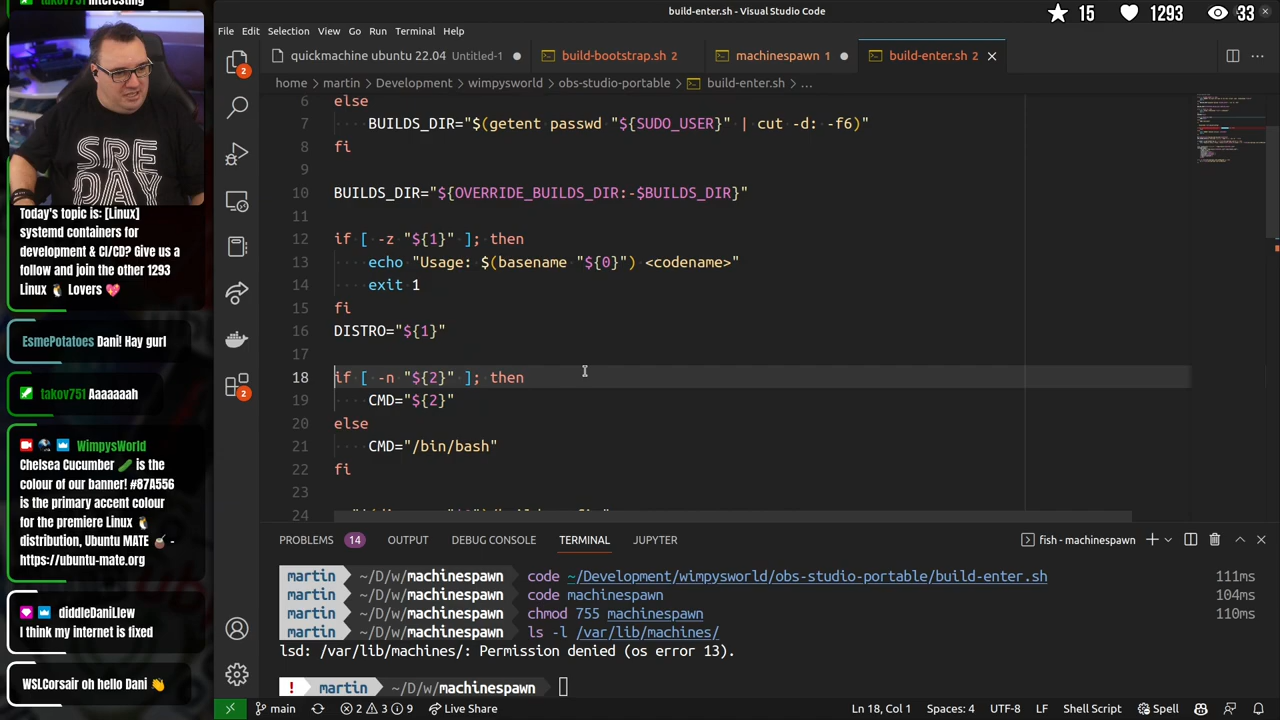 takov751 Interesting
SRE
DAY
Today's topic is: [Linux]
systemd containers for
development & CI/CD? Give us a
follow and join the other 1293
Linux 🐧 Lovers 💖
EsmePotatoes Dani! Hay gurl
takov751 Aaaaaaah
WimpysWorld
Chelsea Cucumber 🥒 is the
colour of our banner! #87A556
is the primary accent colour
for the premiere Linux 🐧
distribution, Ubuntu MATE 🧉 -
https://ubuntu-mate.org
diddleDaniLlew
I think my internet is fixed
WSLCorsair oh hello Dani 👋
build-enter.sh - Visual Studio Code
15 1293 33
File Edit Selection View Go Run Terminal Help
quickmachine ubuntu 22.04 Untitled-1
build-bootstrap.sh 2
machinespawn 1
build-enter.sh 2
home > martin > Development > wimpysworld > obs-studio-portable > build-enter.sh > ...
6 else
7 BUILDS_DIR="$(getent passwd "${SUDO_USER}" | cut -d: -f6)"
8 fi
9
10 BUILDS_DIR="${OVERRIDE_BUILDS_DIR:-$BUILDS_DIR}"
11
12 if [ -z "${1}" ]; then
13 echo "Usage: $(basename "${0}") <codename>"
14 exit 1
15 fi
16 DISTRO="${1}"
17
18 if [ -n "${2}" ]; then
19 CMD="${2}"
20 else
21 CMD="/bin/bash"
22 fi
23
24
2
2
PROBLEMS 14 OUTPUT DEBUG CONSOLE TERMINAL JUPYTER
fish - machinespawn
martin ~/D/w/machinespawn code ~/Development/wimpysworld/obs-studio-portable/build-enter.sh 111ms
martin ~/D/w/machinespawn code machinespawn 104ms
martin ~/D/w/machinespawn chmod 755 machinespawn 110ms
martin ~/D/w/machinespawn ls -l /var/lib/machines/
lsd: /var/lib/machines/: Permission denied (os error 13).
! martin ~/D/w/machinespawn
main 2 3 9 Live Share
Ln 18, Col 1 Spaces: 4 UTF-8 LF Shell Script Spell